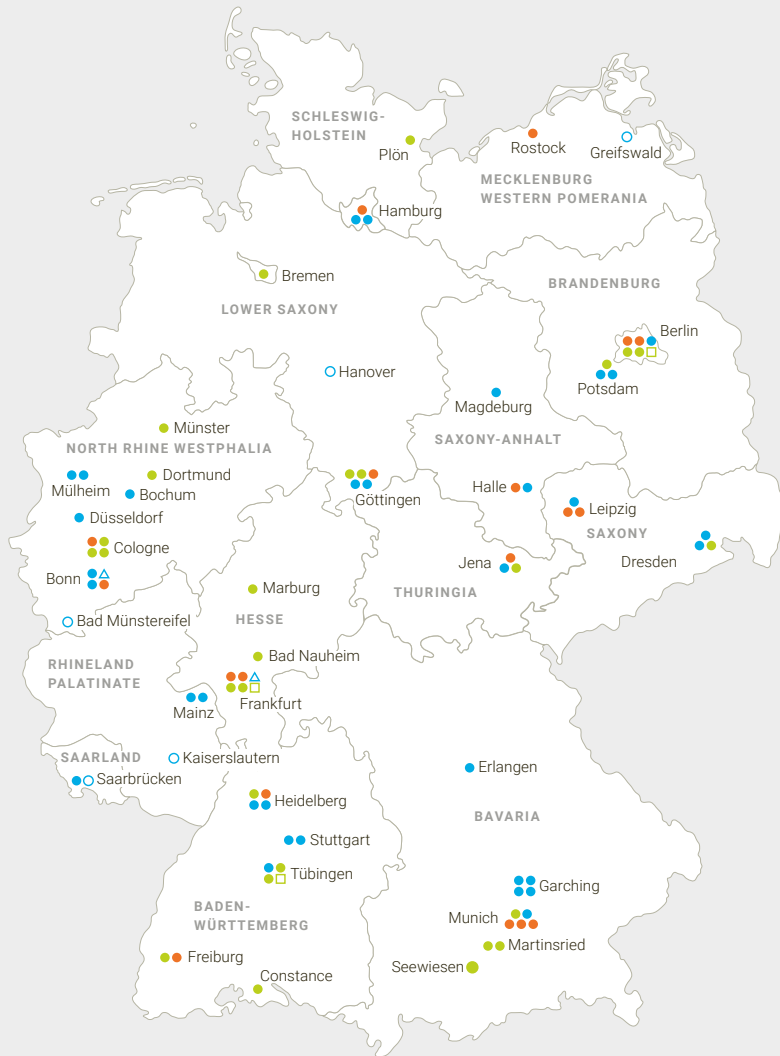 SCHLESWIG-
HOLSTEIN
Plön
Rostock
Greifswald
MECKLENBURG
WESTERN POMERANIA
Hamburg
Bremen
LOWER SAXONY
BRANDENBURG
Berlin
Hanover
Potsdam
Magdeburg
Münster
NORTH RHINE WESTPHALIA
SAXONY-ANHALT
Dortmund
Mülheim
Bochum
Göttingen
Halle
Leipzig
Düsseldorf
SAXONY
Cologne
Dresden
Jena
Bonn
Marburg
THURINGIA
Bad Münstereifel
HESSE
Bad Nauheim
RHINELAND
PALATINATE
Frankfurt
Mainz
SAARLAND
Kaiserslautern
Saarbrücken
Erlangen
Heidelberg
BAVARIA
Stuttgart
Tübingen
Garching
BADEN-
WÜRTTEMBERG
Munich
Martinsried
Freiburg
Seewiesen
Constance